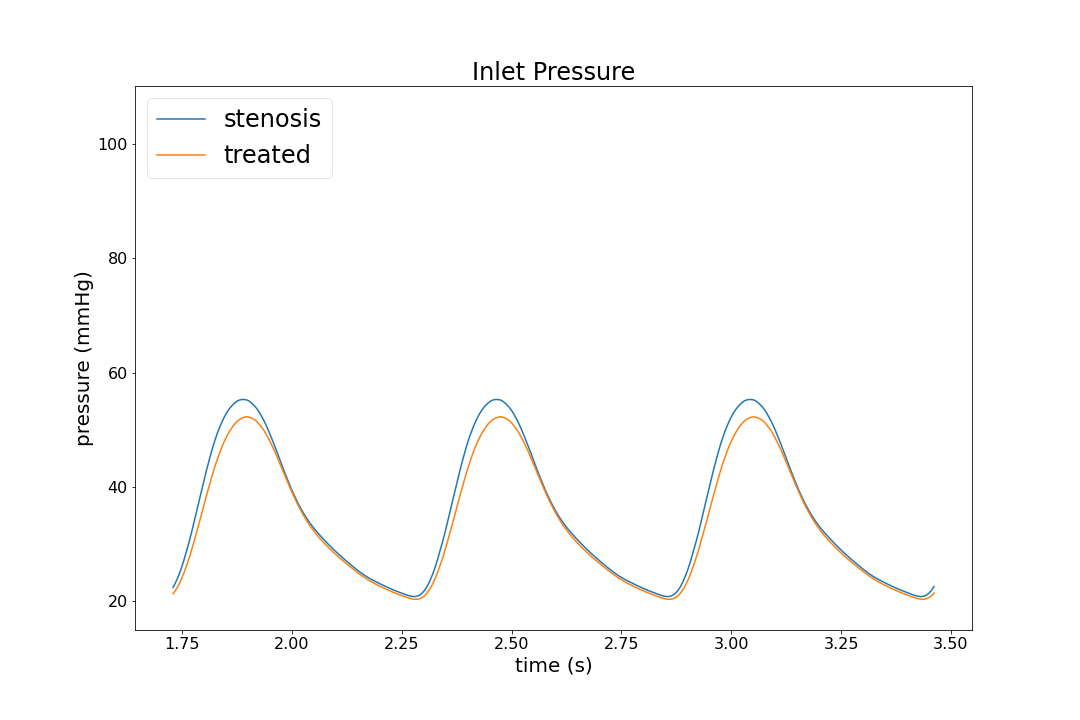 Inlet Pressure
stenosis
treated
100
80
60
40
20
pressure (mmHg)
1.75 2.00 2.25 2.50 2.75 3.00 3.25 3.50
time (s)